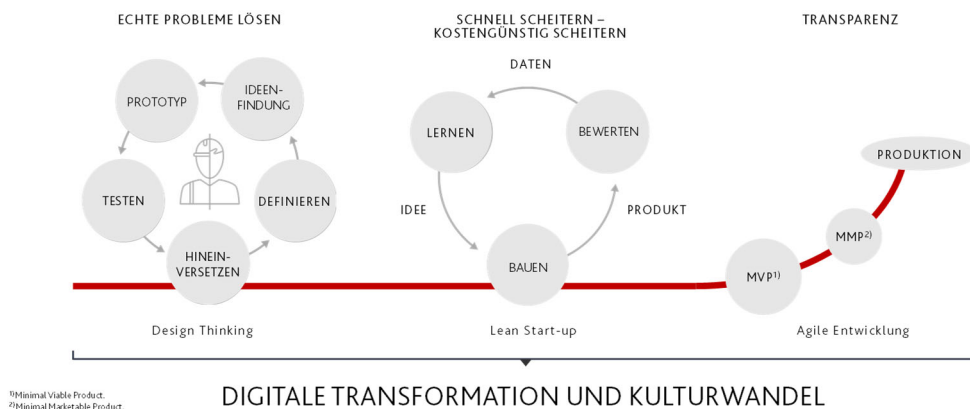 ECHTE PROBLEME LÖSEN
IDEEN-
FINDUNG
PROTOTYP
TESTEN
DEFINIEREN
HINEIN-
VERSETZEN
Design Thinking
SCHNELL SCHEITERN –
KOSTENGÜNSTIG SCHEITERN
DATEN
LERNEN
BEWERTEN
IDEE
PRODUKT
BAUEN
Lean Start-up
TRANSPARENZ
PRODUKTION
MMP2)
MVP1)
Agile Entwicklung
DIGITALE TRANSFORMATION UND KULTURWANDEL
1)Minimal Viable Product.
2)Minimal Marketable Product.